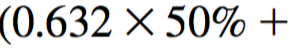 (0.632 × 50% +